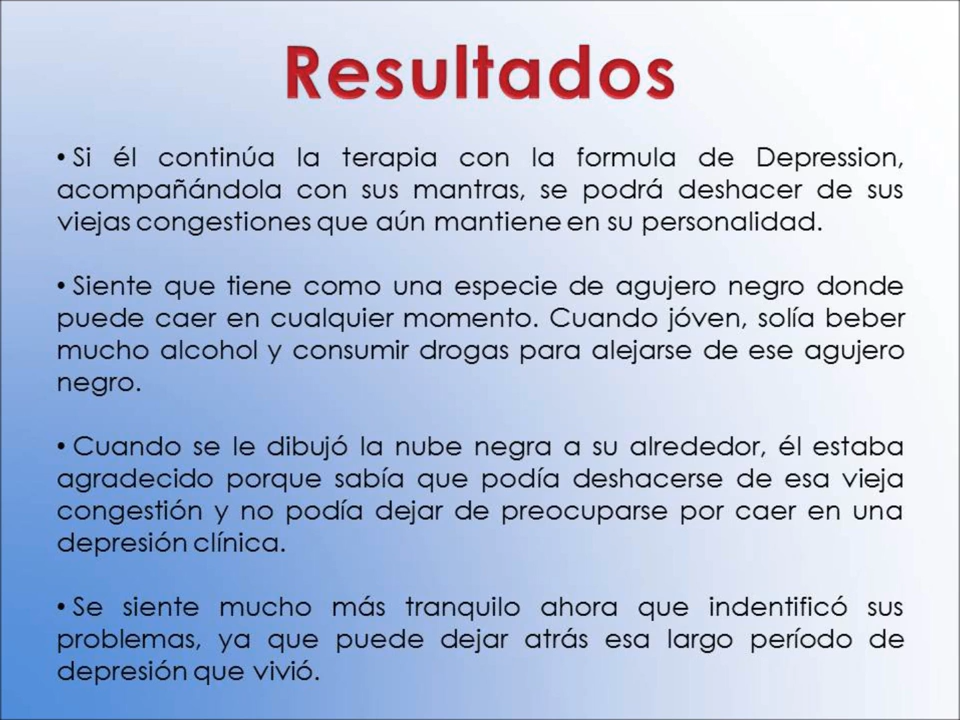 Resultados
• Si él continúa la terapia con la formula de Depression,
acompañándola con sus mantras, se podrá deshacer de sus
viejas congestiones que aún mantiene en su personalidad.
• Siente que tiene como una especie de agujero negro donde
puede caer en cualquier momento. Cuando jóven, solía beber
mucho alcohol y consumir drogas para alejarse de ese agujero
negro.
• Cuando se le dibujó la nube negra a su alrededor, él estaba
agradecido porque sabía que podía deshacerse de esa vieja
congestión y no podía dejar de preocuparse por caer en una
depresión clínica.
• Se siente mucho más tranquilo ahora que indentificó sus
problemas, ya que puede dejar atrás esa largo período de
depresión que vivió.